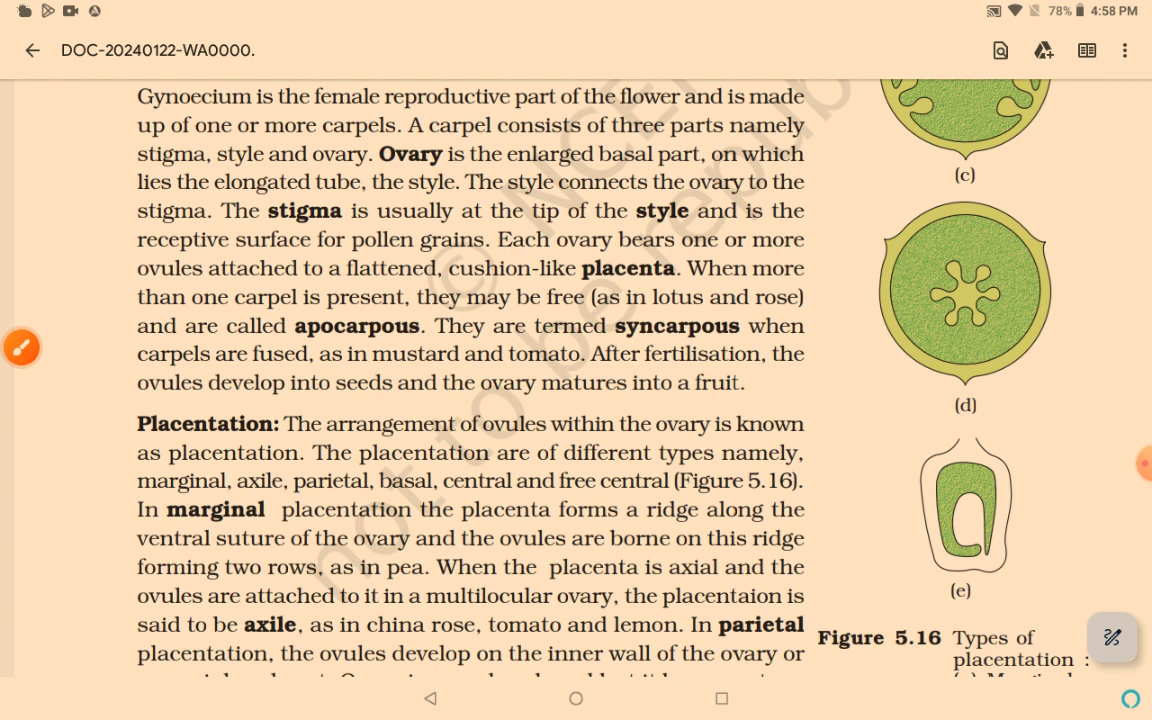 78% 4:58 PM
DOC-20240122-WA0000.
Gynoecium is the female reproductive part of the flower and is made
up of one or more carpels. A carpel consists of three parts namely
stigma, style and ovary. Ovary is the enlarged basal part, on which
lies the elongated tube, the style. The style connects the ovary to the
stigma. The stigma is usually at the tip of the style and is the
receptive surface for pollen grains. Each ovary bears one or more
ovules attached to a flattened, cushion-like placenta. When more
than one carpel is present, they may be free (as in lotus and rose)
and are called apocarpous. They are termed syncarpous when
carpels are fused, as in mustard and tomato. After fertilisation, the
ovules develop into seeds and the ovary matures into a fruit.
Placentation: The arrangement of ovules within the ovary is known
as placentation. The placentation are of different types namely,
marginal, axile, parietal, basal, central and free central (Figure 5.16).
In marginal placentation the placenta forms a ridge along the
ventral suture of the ovary and the ovules are borne on this ridge
forming two rows, as in pea. When the placenta is axial and the
ovules are attached to it in a multilocular ovary, the placentaion is
said to be axile, as in china rose, tomato and lemon. In parietal
placentation, the ovules develop on the inner wall of the ovary or
(c)
(d)
(e)
Figure 5.16 Types of
placentation :
© NCE
not to be repub